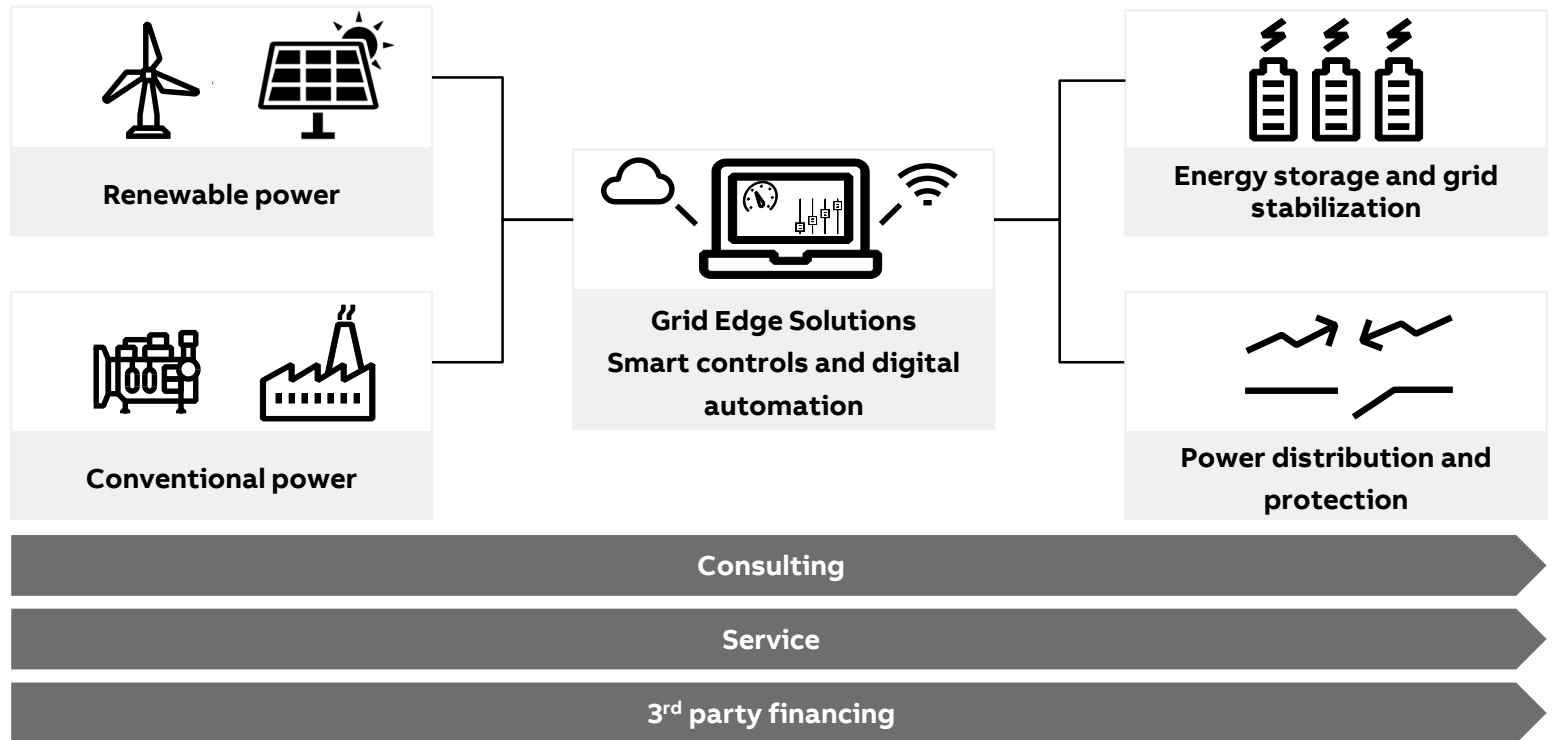 Renewable power
Conventional power
Grid Edge Solutions
Smart controls and digital
automation
Energy storage and grid
stabilization
Power distribution and
protection
Consulting
Service
3rd party financing